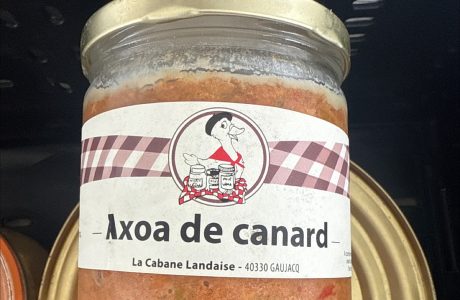 Axoa de canard
La Cabane Landaise - 40330 GAUJACQ